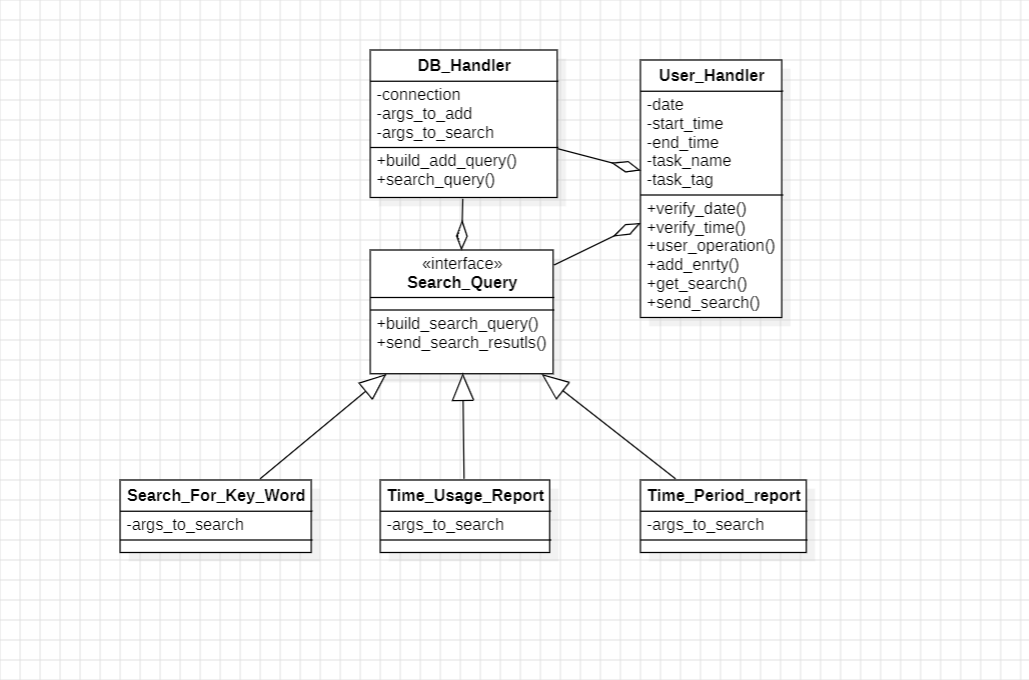 DB_Handler
-connection
-args_to_add
-args_to_search
+build_add_query()
+search_query()
User_Handler
-date
-start_time
-end_time
-task_name
-task_tag
+verify_date()
+verify_time()
+user_operation()
+add_enrty()
+get_search()
+send_search()
«interface»
Search_Query
+build_search_query()
+send_search_resutls()
Search_For_Key_Word
-args_to_search
Time_Usage_Report
-args_to_search
Time_Period_report
-args_to_search